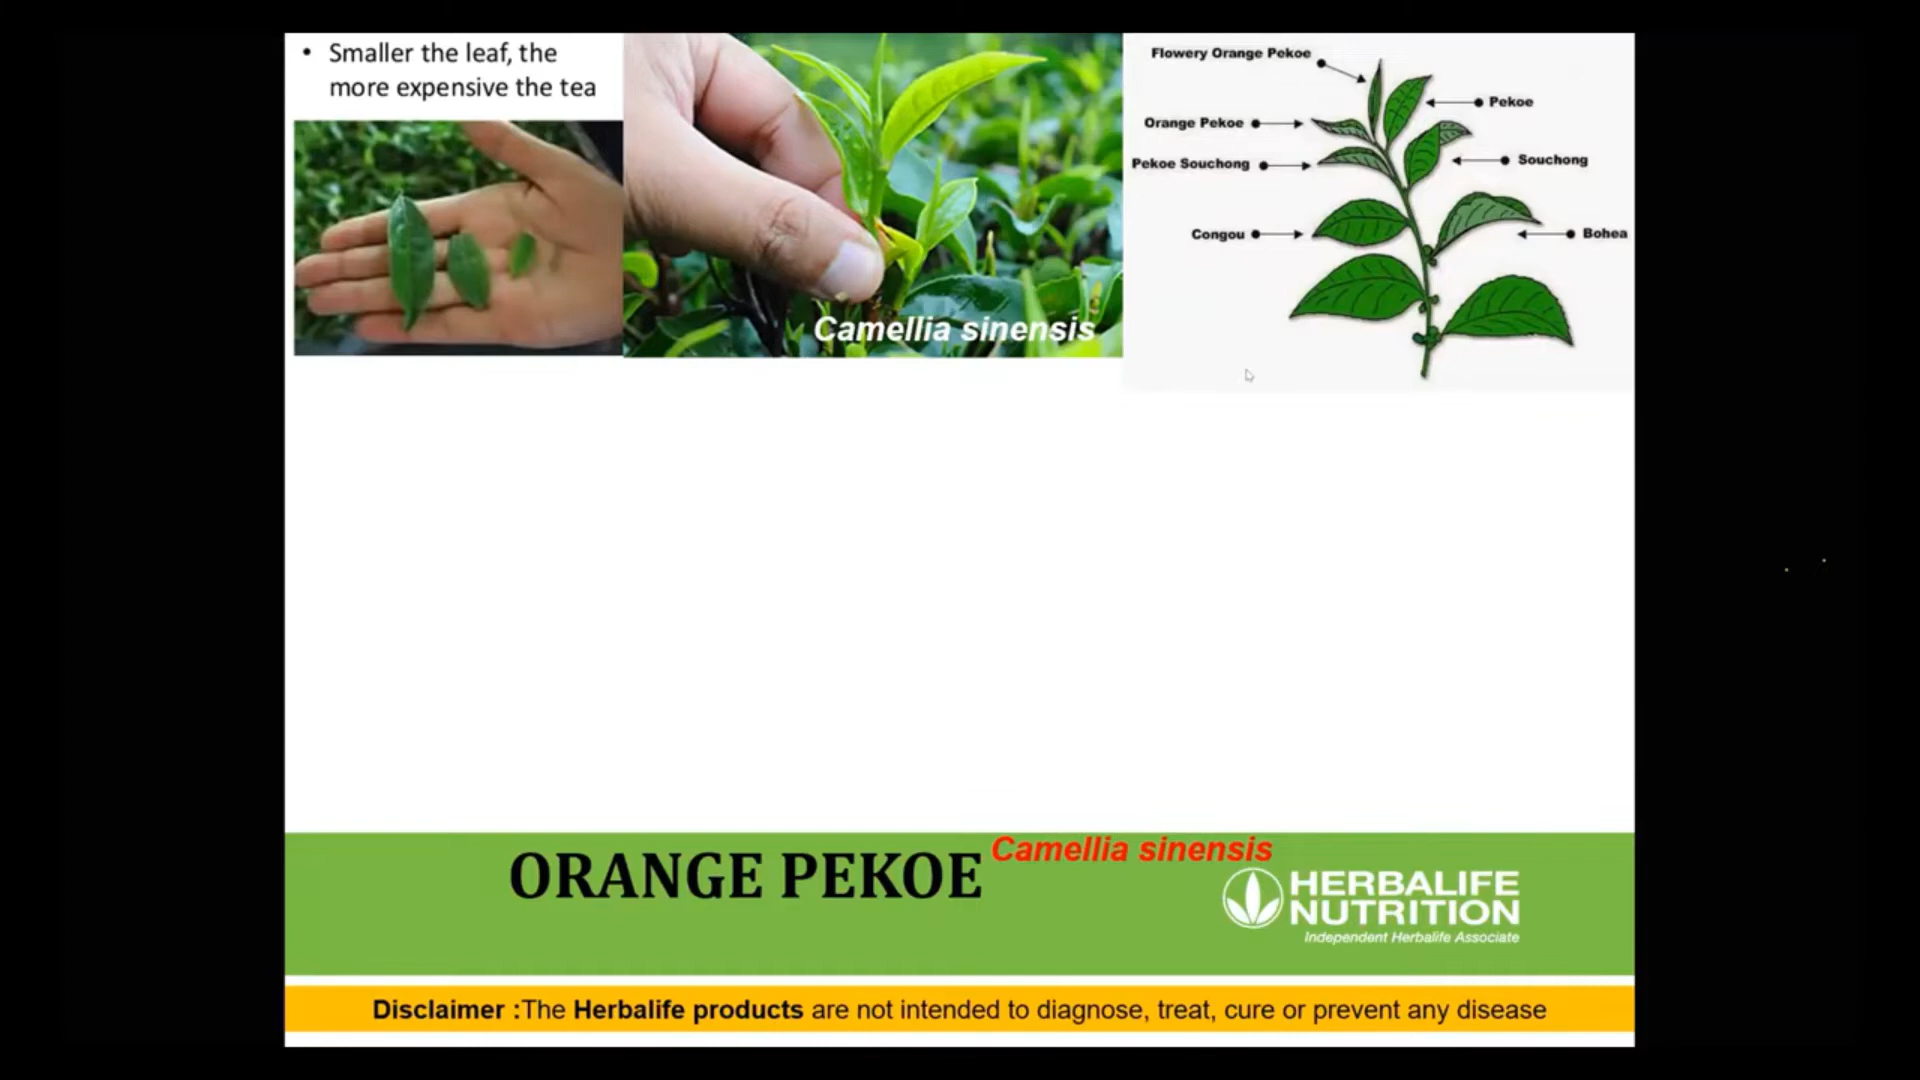 • Smaller the leaf, the
more expensive the tea
Camellia sinensis
Flowery Orange Pekoe
Pekoe
Orange Pekoe
Pekoe Souchong
Souchong
Congou
Bohea
ORANGE PEKOE
Camellia sinensis
HERBALIFE
NUTRITION
Independent Herbalife Associate
Disclaimer :The Herbalife products are not intended to diagnose, treat, cure or prevent any disease